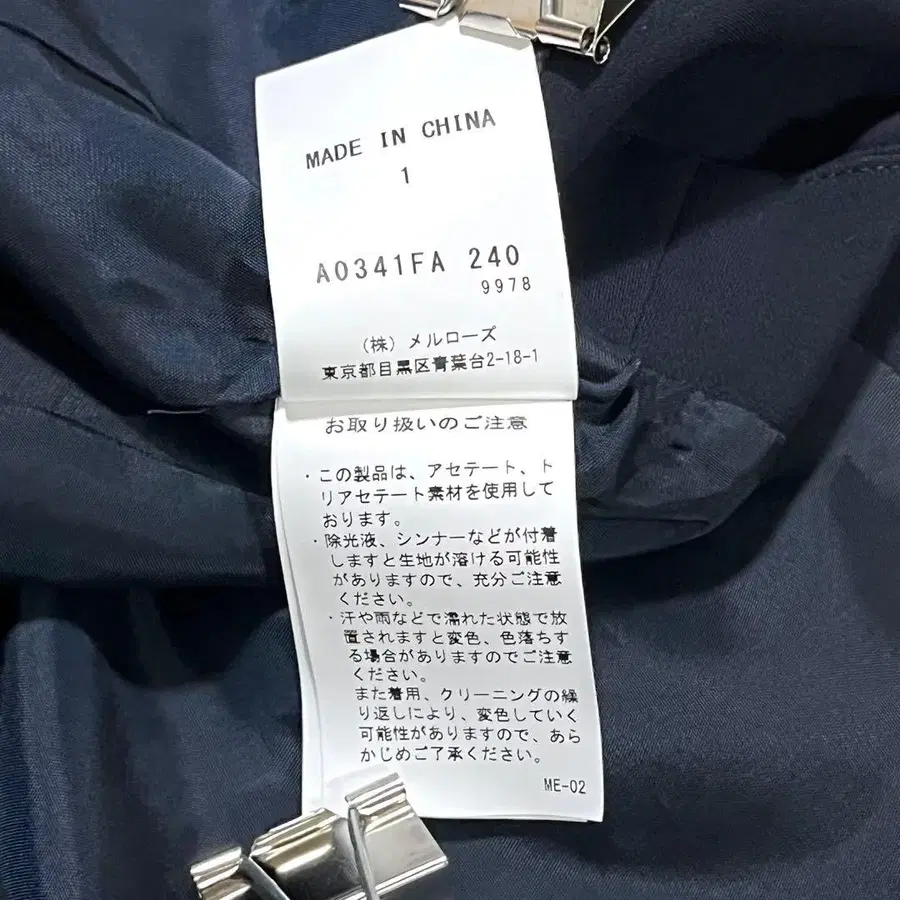 MADE IN CHINA
1
A0341FA 240
9978
(株) メルローズ
東京都目黒区青葉台2-18-1
お取り扱いのご注意
・この製品は、アセテート、ト
リアセテート素材を使用して
おります。
・除光液、シンナーなどが付着
しますと生地が溶ける可能性
がありますので、充分ご注意
ください。
・汗や雨などで濡れた状態で放
置されますと変色、色落ちす
る場合がありますのでご注意
ください。
また着用、クリーニングの繰
り返しにより、変色していく
可能性がありますので、あら
かじめご了承ください。
ME-02